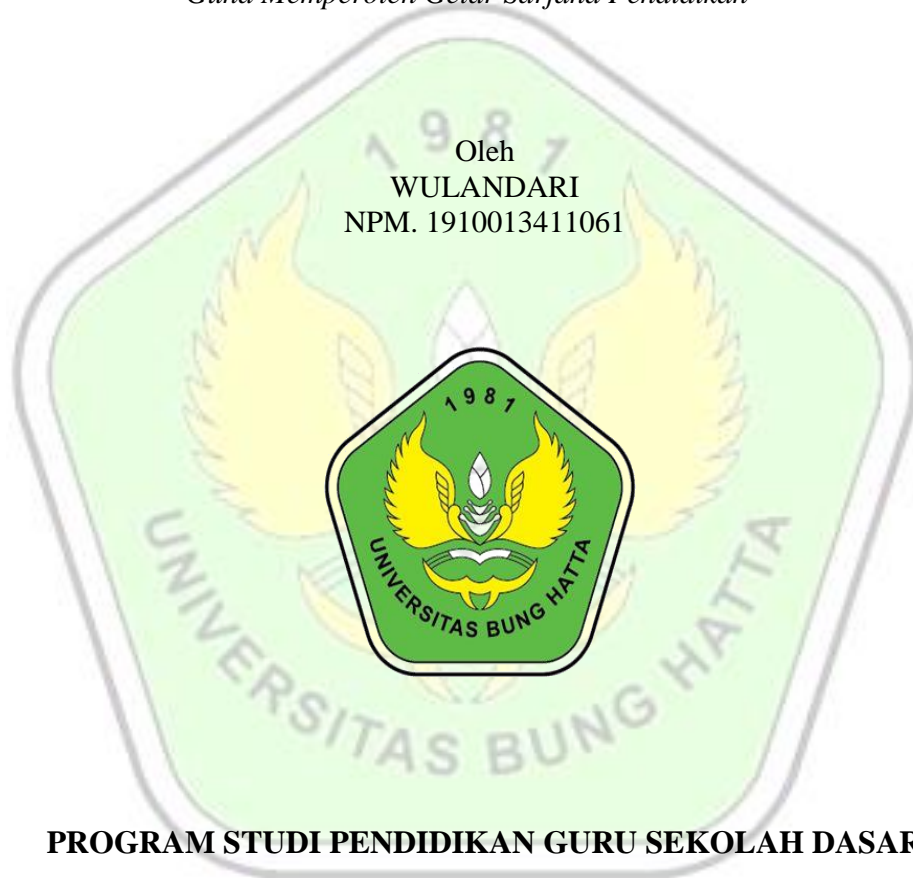 Guna Memperoleh Gelar Sarjana Pendidikan
1981
Oleh
WULANDARI
NPM. 1910013411061
1981
UNIVERSITAS BUNG HATTA
UNIVERSITAS BUNG HATTA
PROGRAM STUDI PENDIDIKAN GURU SEKOLAH DASAR